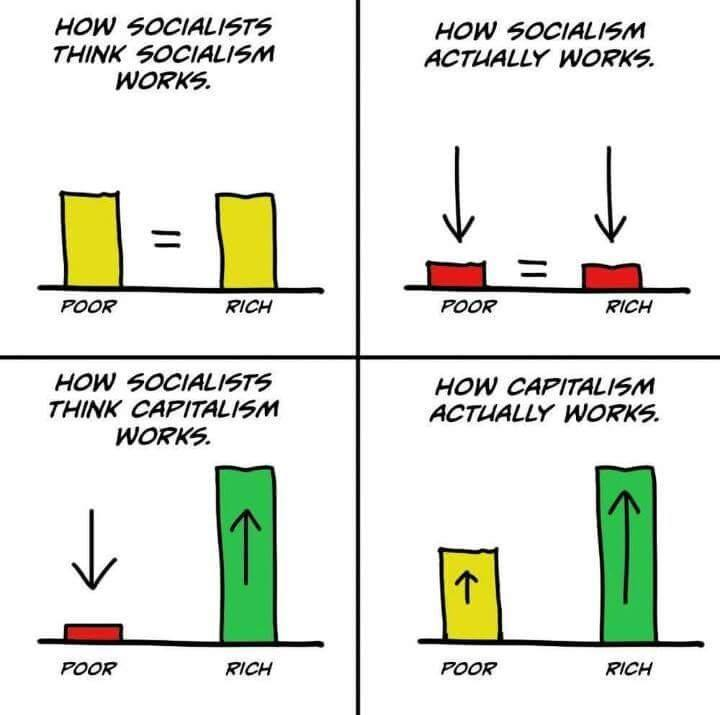 HOW SOCIALISTS
THINK SOCIALISM
WORKS.
POOR
RICH
HOW SOCIALISM
ACTUALLY WORKS.
POOR
RICH
HOW SOCIALISTS
THINK CAPITALISM
WORKS.
POOR
RICH
HOW CAPITALISM
ACTUALLY WORKS.
POOR
RICH